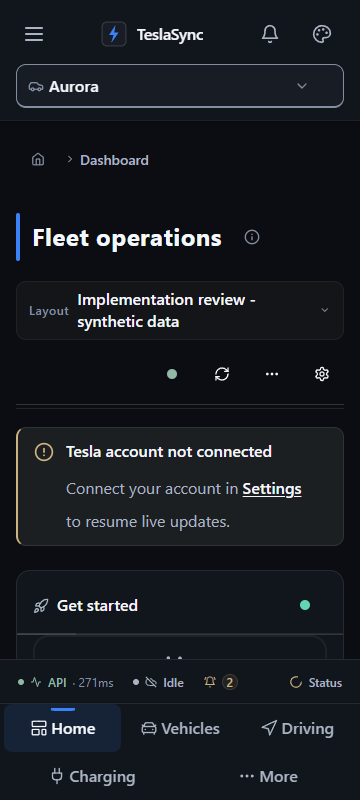 TeslaSync
Aurora
Dashboard
Fleet operations
Layout
Implementation review -
synthetic data
Tesla account not connected
Connect your account in Settings
to resume live updates.
Get started
API · 271ms
Idle
2
Status
Home
Vehicles
Driving
Charging
More